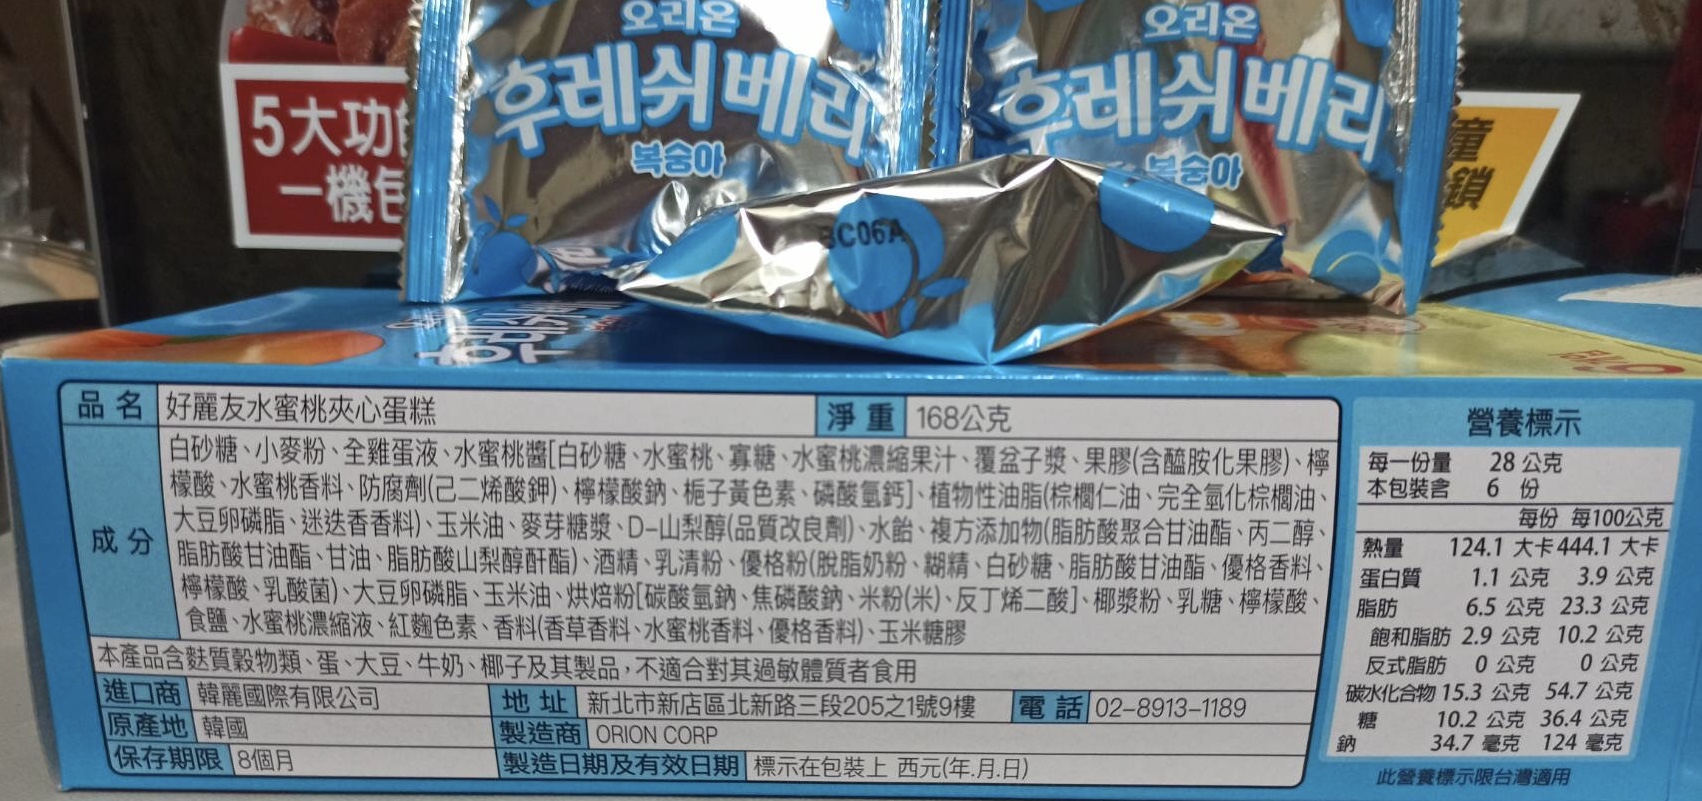 오리온
후레쉬베리
복숭아
오리온
후레쉬베리
복숭아
5大功
一機
童
鎖
BC06A
品名 好麗友水蜜桃夾心蛋糕 淨重 168公克
成分 白砂糖、小麥粉、全雞蛋液、水蜜桃醬[白砂糖、水蜜桃、寡糖、水蜜桃濃縮果汁、覆盆子漿、果膠(含醯胺化果膠)、檸
檬酸、水蜜桃香料、防腐劑(己二烯酸鉀)、檸檬酸鈉、梔子黃色素、磷酸氫鈣]、植物性油脂(棕櫚仁油、完全氫化棕櫚油、
大豆卵磷脂、迷迭香香料)、玉米油、麥芽糖漿、D-山梨醇(品質改良劑)、水飴、複方添加物(脂肪酸聚合甘油酯、丙二醇、
脂肪酸甘油酯、甘油、脂肪酸山梨醇酐酯)、酒精、乳清粉、優格粉(脫脂奶粉、糊精、白砂糖、脂肪酸甘油酯、優格香料、
檸檬酸、乳酸菌)、大豆卵磷脂、玉米油、烘焙粉[碳酸氫鈉、焦磷酸鈉、米粉(米)、反丁烯二酸]、椰漿粉、乳糖、檸檬酸、
食鹽、水蜜桃濃縮液、紅麴色素、香料(香草香料、水蜜桃香料、優格香料)、玉米糖膠
本產品含麩質穀物類、蛋、大豆、牛奶、椰子及其製品，不適合對其過敏體質者食用
進口商 韓麗國際有限公司 地址 新北市新店區北新路三段205之1號9樓 電話 02-8913-1189
原產地 韓國 製造商 ORION CORP
保存期限 8個月 製造日期及有效日期 標示在包裝上 西元(年.月.日)
營養標示
每一份量 28 公克
本包裝含 6 份
每份 每100公克
熱量 124.1 大卡 444.1 大卡
蛋白質 1.1 公克 3.9 公克
脂肪 6.5 公克 23.3 公克
飽和脂肪 2.9 公克 10.2 公克
反式脂肪 0 公克 0 公克
碳水化合物 15.3 公克 54.7 公克
糖 10.2 公克 36.4 公克
鈉 34.7 毫克 124 毫克
此營養標示限台灣適用